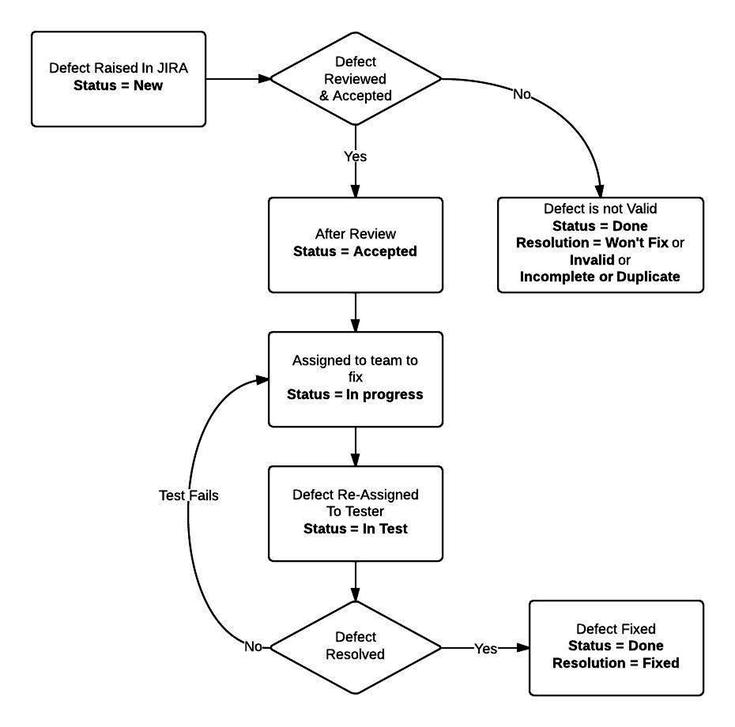 Defect Raised In JIRA
Status = New
Defect
Reviewed
& Accepted
No
Yes
Defect is not Valid
Status = Done
Resolution = Won't Fix or
Invalid or
Incomplete or Duplicate
After Review
Status = Accepted
Assigned to team to
fix
Status = In progress
Test Fails
Defect Re-Assigned
To Tester
Status = In Test
Defect
Resolved
No
Yes
Defect Fixed
Status = Done
Resolution = Fixed